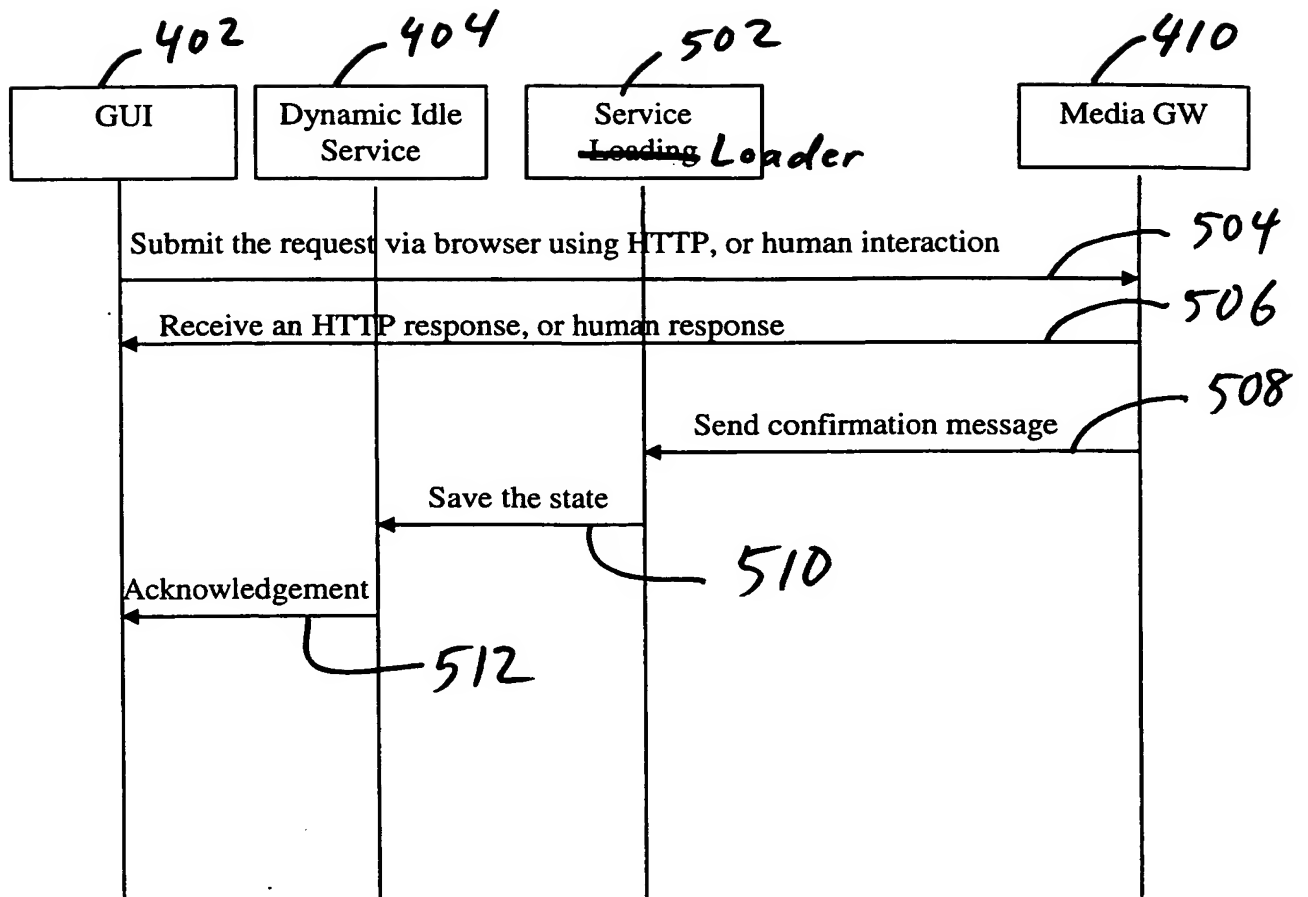 402
404
502
410
GUI
Dynamic Idle
Service
Service
Loading Loader
Media GW
Submit the request via browser using HTTP, or human interaction
504
Receive an HTTP response, or human response
506
508
Send confirmation message
Save the state
510
Acknowledgement
512